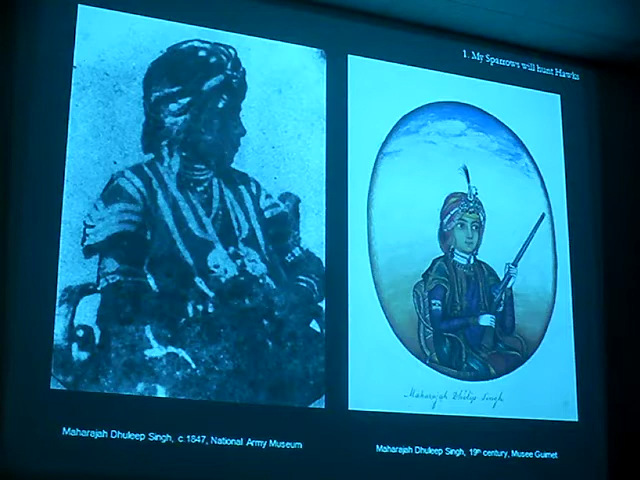 1. My Sparrows will hunt Hawks
Maharajah Dhulip Singh
Maharajah Dhuleep Singh, c.1847, National Army Museum
Maharajah Dhuleep Singh, 19th century, Musee Guimet